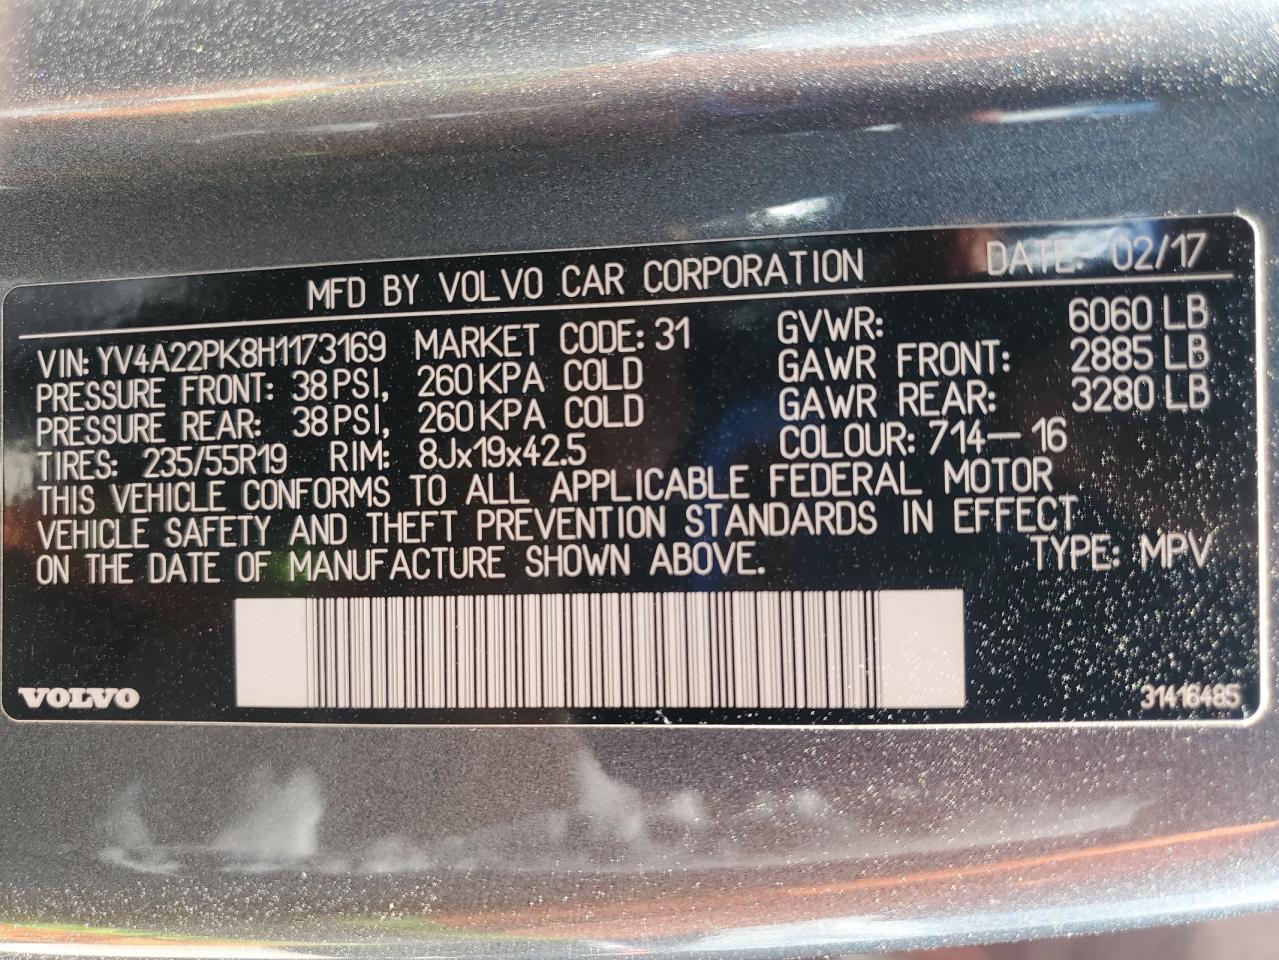 MFD BY VOLVO CAR CORPORATION DATE: 02/17
VIN: YV4A22PK8H1173169 MARKET CODE: 31 GVWR: 6060 LB
PRESSURE FRONT: 38 PSI, 260 KPA COLD GAWR FRONT: 2885 LB
PRESSURE REAR: 38 PSI, 260 KPA COLD GAWR REAR: 3280 LB
TIRES: 235/55R19 RIM: 8Jx19x42.5 COLOUR: 714-16
THIS VEHICLE CONFORMS TO ALL APPLICABLE FEDERAL MOTOR
VEHICLE SAFETY AND THEFT PREVENTION STANDARDS IN EFFECT
ON THE DATE OF MANUFACTURE SHOWN ABOVE. TYPE: MPV
VOLVO 31416485